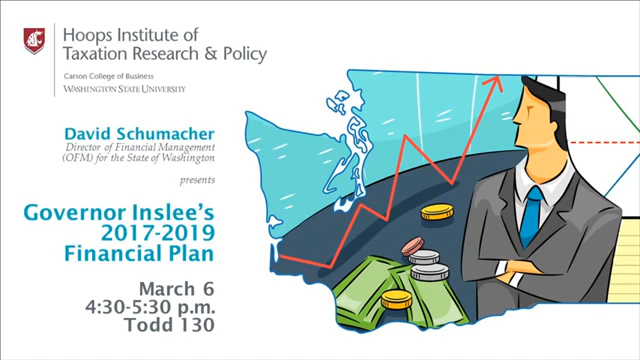 Hoops Institute of
Taxation Research & Policy
Carson College of Business
WASHINGTON STATE UNIVERSITY
David Schumacher
Director of Financial Management
(OFM) for the State of Washington
presents
Governor Inslee's
2017-2019
Financial Plan
March 6
4:30-5:30 p.m.
Todd 130